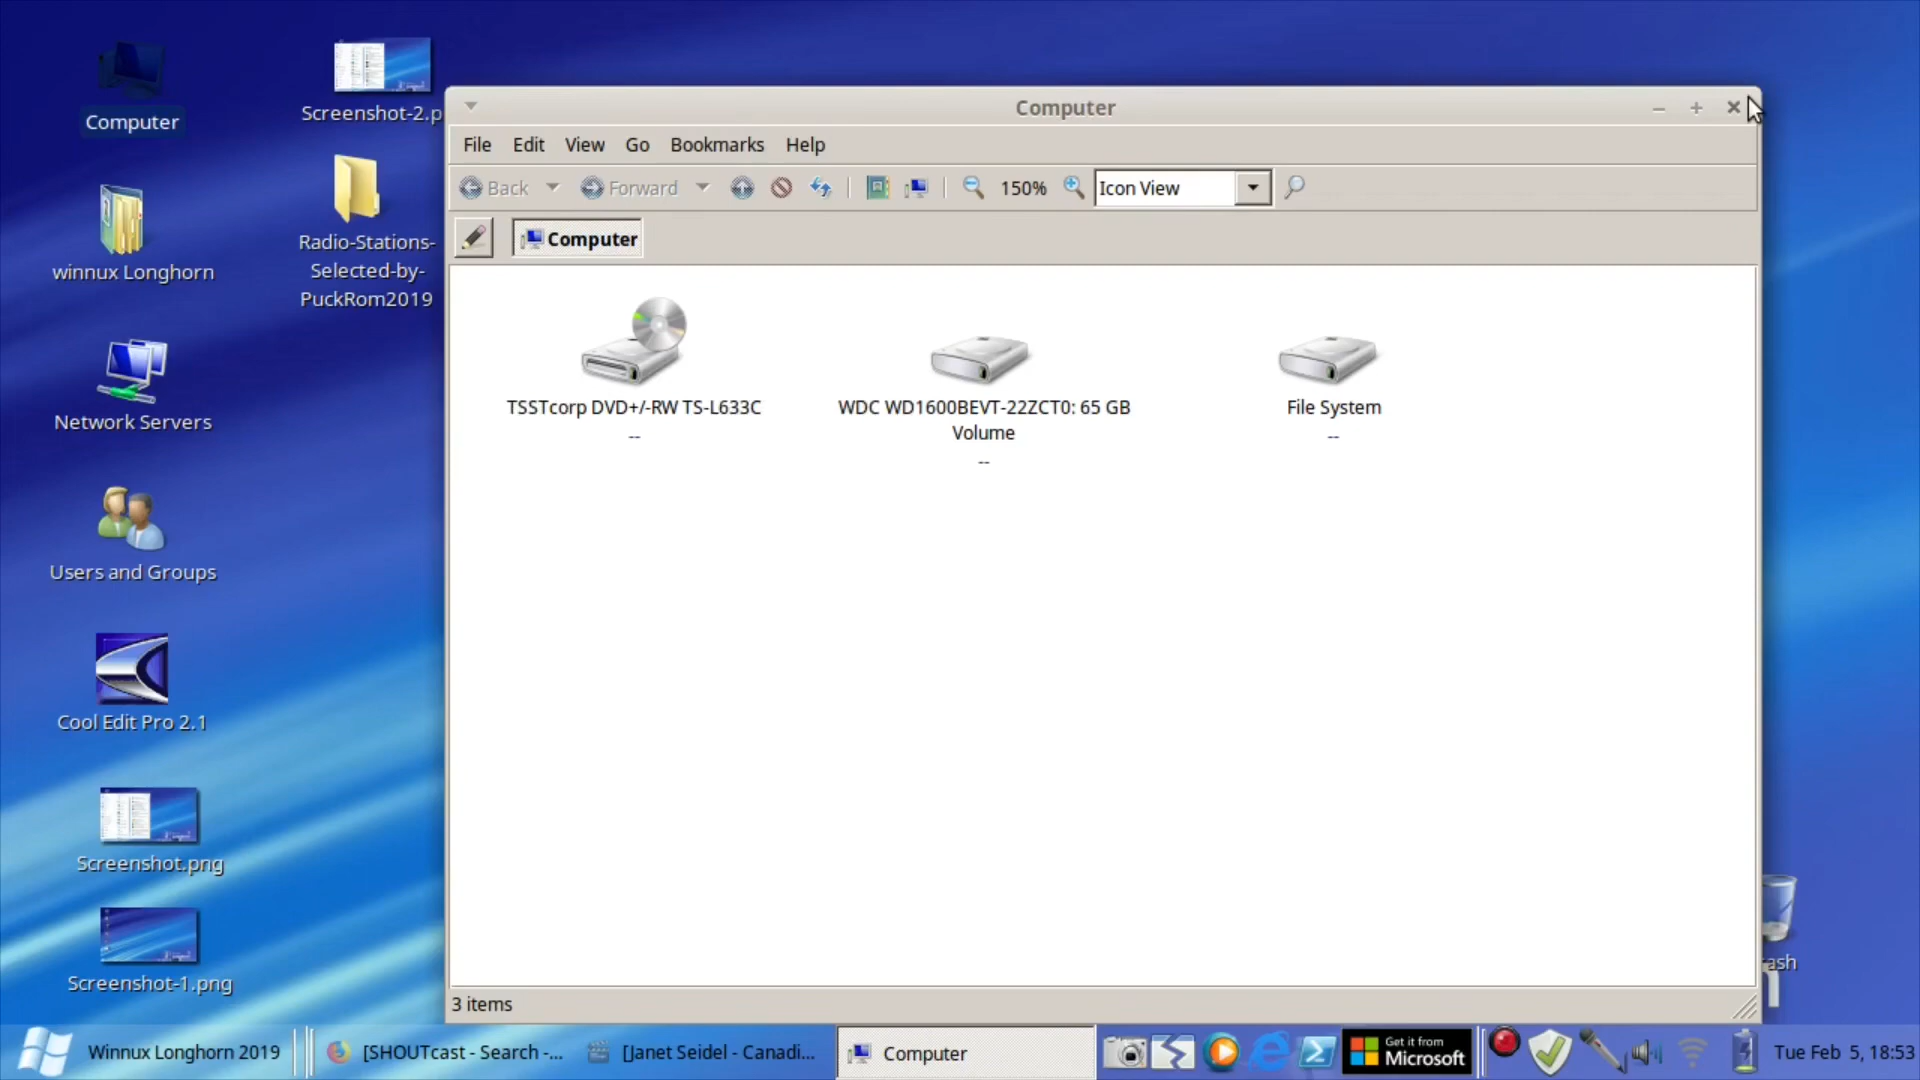 Computer
winnux Longhorn
Network Servers
Users and Groups
Cool Edit Pro 2.1
Screenshot.png
Screenshot-1.png
Screenshot-2.p
Radio-Stations-
Selected-by-
PuckRom2019
Computer
File Edit View Go Bookmarks Help
Back Forward 150% Icon View
Computer
TSSTcorp DVD+/-RW TS-L633C
--
WDC WD1600BEVT-22ZCT0: 65 GB
Volume
--
File System
--
3 items
ash
Winnux Longhorn 2019 [SHOUTcast - Search -... [Janet Seidel - Canadi... Computer
Get it from
Microsoft
Tue Feb 5, 18:53